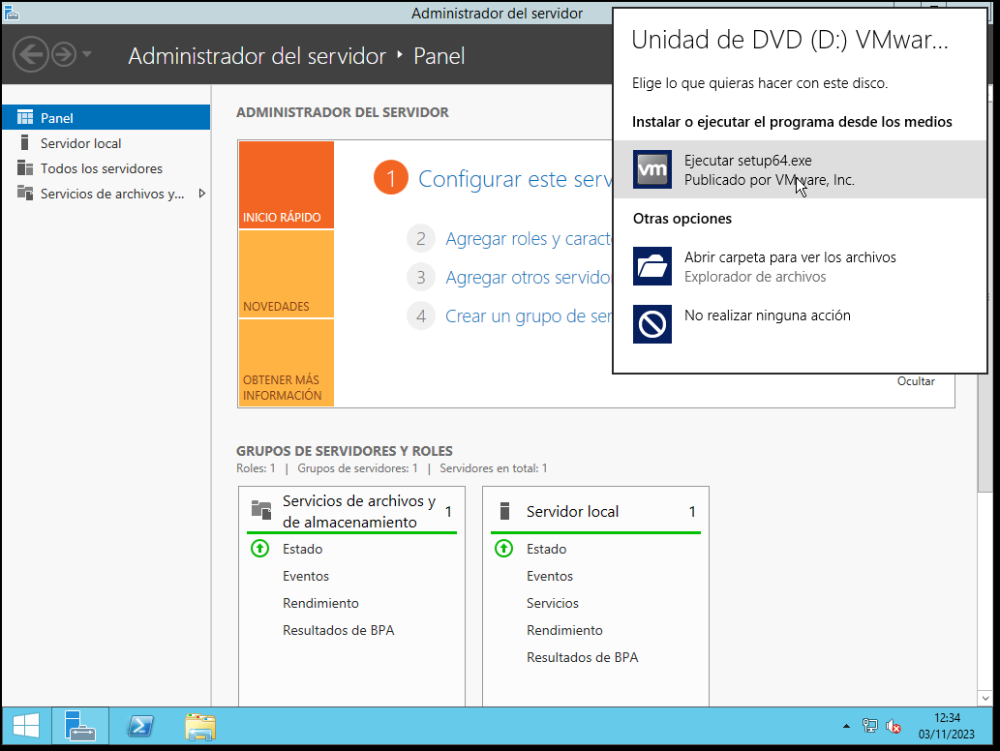 Administrador del servidor
Administrador del servidor ‣ Panel
Panel
Servidor local
Todos los servidores
Servicios de archivos y...
ADMINISTRADOR DEL SERVIDOR
INICIO RÁPIDO
NOVEDADES
OBTENER MÁS
INFORMACIÓN
1 Configurar este serv
2 Agregar roles y caract
3 Agregar otros servido
4 Crear un grupo de ser
Ocultar
Unidad de DVD (D:) VMwar...
Elige lo que quieras hacer con este disco.
Instalar o ejecutar el programa desde los medios
vm
Ejecutar setup64.exe
Publicado por VMware, Inc.
Otras opciones
Abrir carpeta para ver los archivos
Explorador de archivos
No realizar ninguna acción
GRUPOS DE SERVIDORES Y ROLES
Roles: 1 | Grupos de servidores: 1 | Servidores en total: 1
Servicios de archivos y
de almacenamiento
1
Estado
Eventos
Rendimiento
Resultados de BPA
Servidor local 1
Estado
Eventos
Servicios
Rendimiento
Resultados de BPA
12:34
03/11/2023